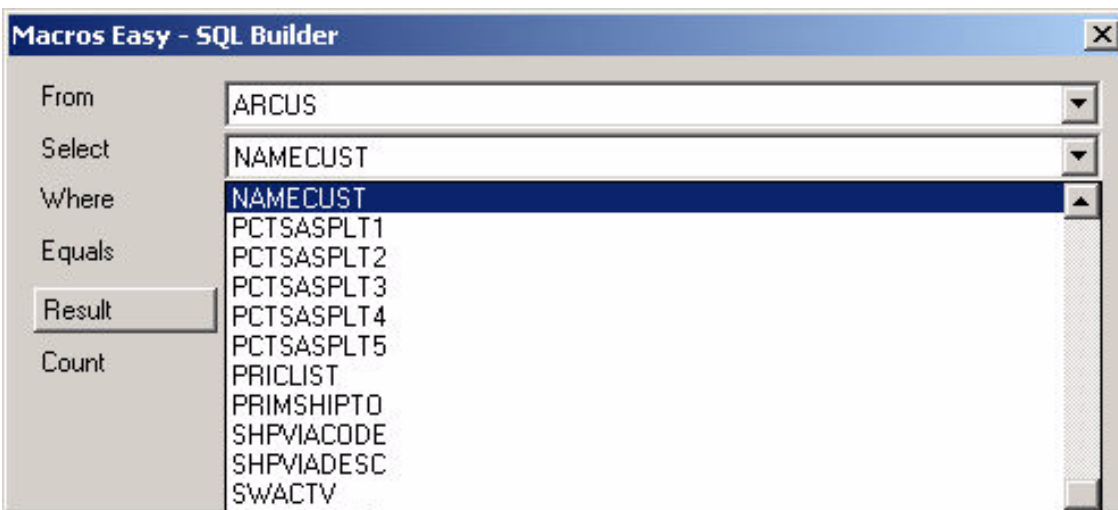 Macros Easy - SQL Builder
From ARCUS
Select NAMECUST
Where NAMECUST
PCTSASPLT1
Equals PCTSASPLT2
PCTSASPLT3
Result PCTSASPLT4
PCTSASPLT5
Count PRICLIST
PRIMSHIPTO
SHPVIACODE
SHPVIADESC
SWACTV